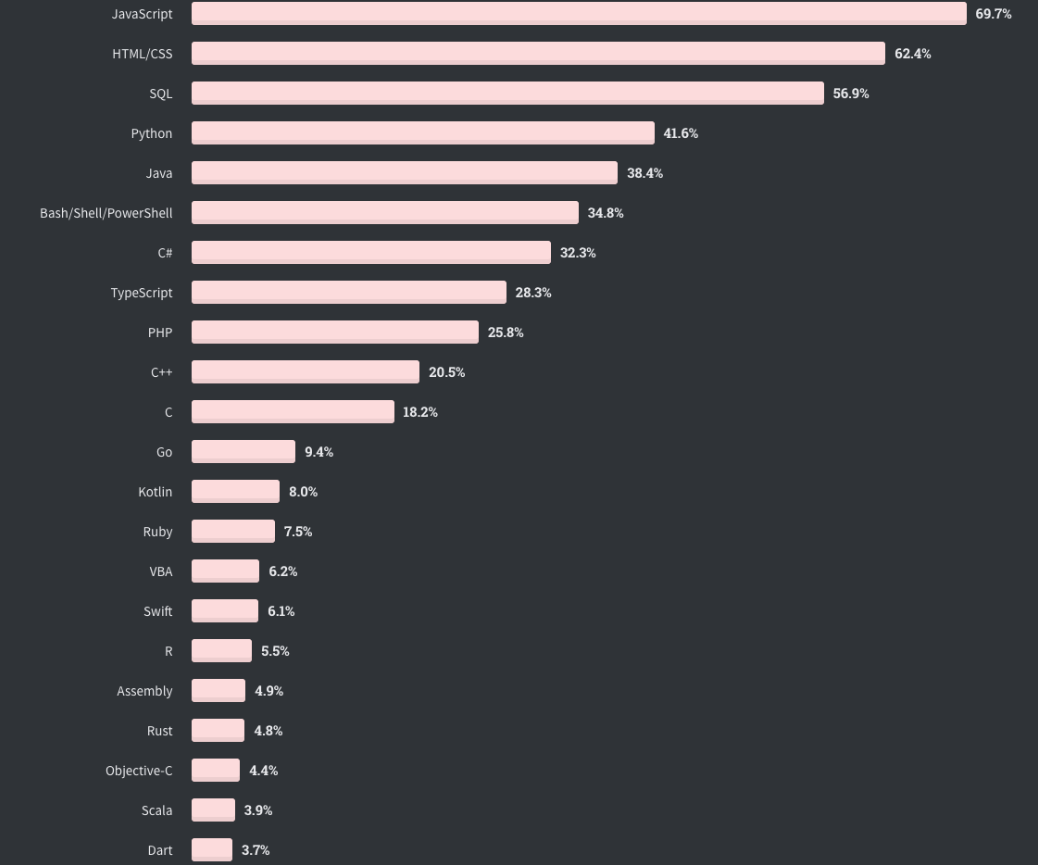 JavaScript 69.7%
HTML/CSS 62.4%
SQL 56.9%
Python 41.6%
Java 38.4%
Bash/Shell/PowerShell 34.8%
C# 32.3%
TypeScript 28.3%
PHP 25.8%
C++ 20.5%
C 18.2%
Go 9.4%
Kotlin 8.0%
Ruby 7.5%
VBA 6.2%
Swift 6.1%
R 5.5%
Assembly 4.9%
Rust 4.8%
Objective-C 4.4%
Scala 3.9%
Dart 3.7%